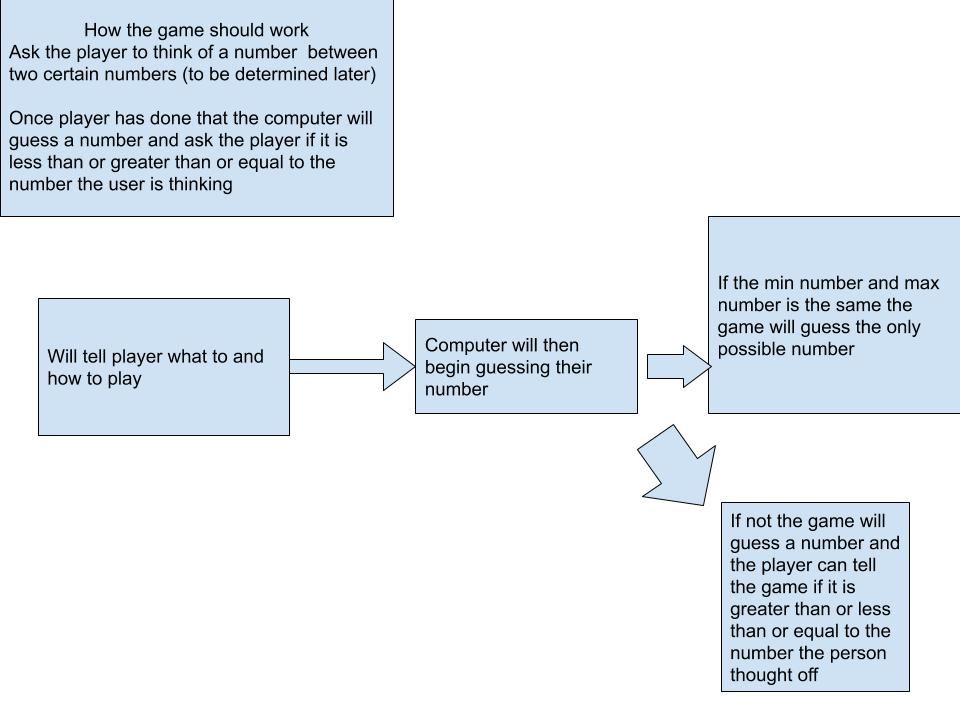 How the game should work
Ask the player to think of a number  between
two certain numbers (to be determined later)
Once player has done that the computer will
guess a number and ask the player if it is
less than or greater than or equal to the
number the user is thinking
Will tell player what to and
how to play
Computer will then
begin guessing their
number
If the min number and max
number is the same the
game will guess the only
possible number
If not the game will
guess a number and
the player can tell
the game if it is
greater than or less
than or equal to the
number the person
thought off